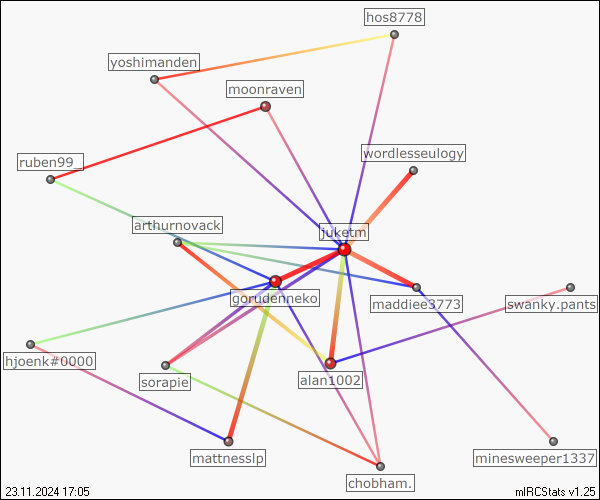 hos8778
yoshimanden
moonraven
wordlesseulogy
ruben99_
arthurnovack
juketm
gorudenneko
maddiee3773
swanky.pants
hjoenk#0000
sorapie
alan1002
mattnesslp
minesweeper1337
chobham.
23.11.2024 17:05
mIRCStats v1.25